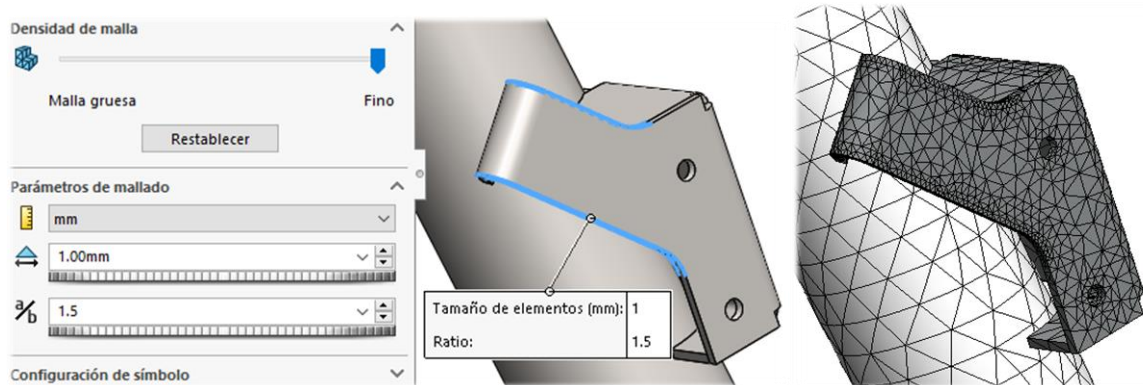 Densidad de malla
Malla gruesa Fino
Restablecer
Parámetros de mallado
mm
1.00mm
a/b 1.5
Configuración de símbolo
Tamaño de elementos (mm): 1
Ratio: 1.5